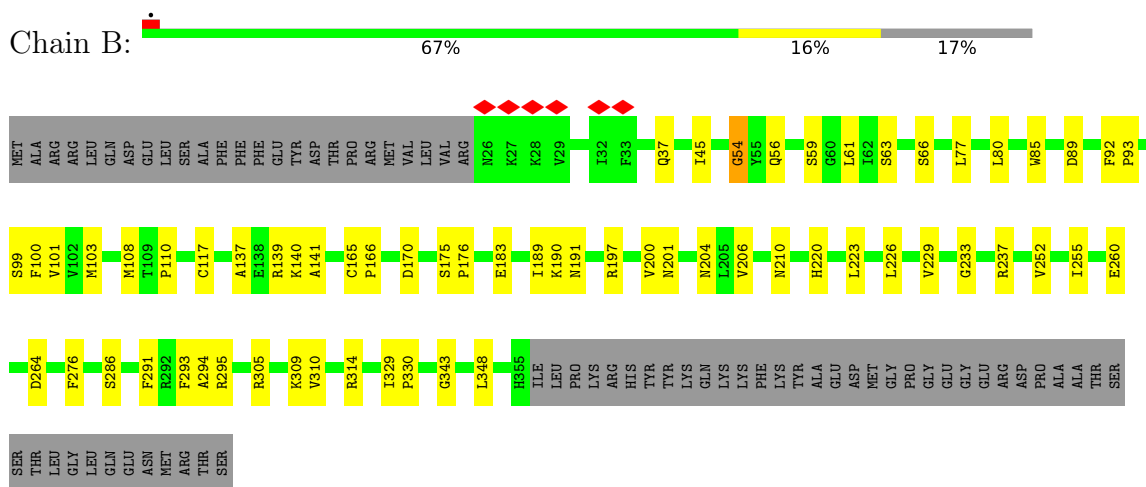 Chain B:
67% 16% 17%
MET ALA ARG ARG LEU GLN ASP GLU LEU SER ALA PHE PHE PHE GLU TYR ASP THR PRO ARG MET VAL LEU VAL ARG N26 K27 K28 V29 I32 F33 Q37 I45 G54 Y55 Q56 S59 G60 L61 I62 S63 S66 L77 L80 W85 D89 F92 P93
S99 F100 V101 V102 M103 M108 T109 P110 C117 A137 E138 R139 K140 A141 C165 P166 D170 S175 P176 E183 I189 K190 N191 R197 V200 N201 N204 L205 V206 N210 H220 L223 L226 V229 G233 R237 V252 I255 E260
D264 F276 S286 F291 R292 F293 A294 R295 R305 K309 V310 R314 I329 P330 G343 L348 H355 ILE LEU PRO LYS ARG HIS TYR TYR LYS GLN LYS LYS PHE LYS TYR ALA GLU ASP MET GLY PRO GLY GLU GLY GLU ARG ASP PRO ALA ALA THR SER
SER THR LEU GLY LEU GLN GLU ASN MET ARG THR SER